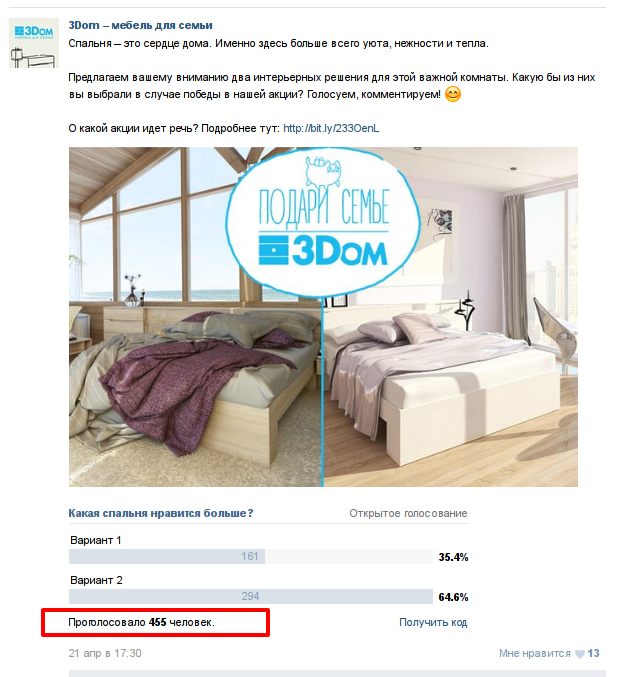 3Dom – мебель для семьи
Спальня – это сердце дома. Именно здесь больше всего уюта, нежности и тепла.
Предлагаем вашему вниманию два интерьерных решения для этой важной комнаты. Какую бы из них
вы выбрали в случае победы в нашей акции? Голосуем, комментируем! 😊
О какой акции идет речь? Подробнее тут: http://bit.ly/233OenL
ПОДАРИ СЕМЬЕ
3Dом
Какая спальня нравится больше? Открытое голосование
Вариант 1
161 35.4%
Вариант 2
294 64.6%
Проголосовало 455 человек. Получить код
21 апр в 17:30 Мне нравится 13